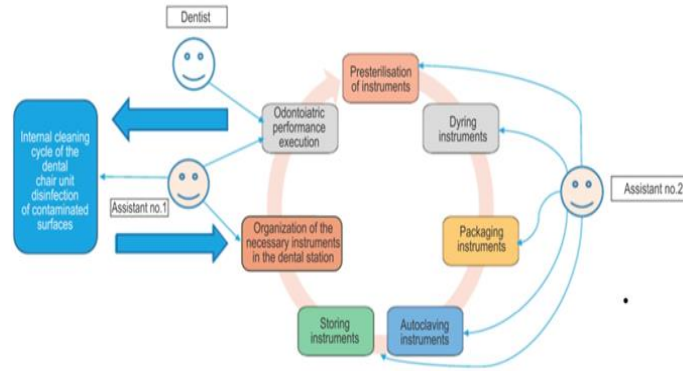 Dentist
Presterilisation
of instruments
Odontoiatric
performance
execution
Dyring
instruments
Internal cleaning
cycle of the
dental
chair unit
disinfection
of contaminated
surfaces
Assistant no.1
Assistant no.2
Organization of the
necessary instruments
in the dental station
Packaging
instruments
Storing
instruments
Autoclaving
instruments